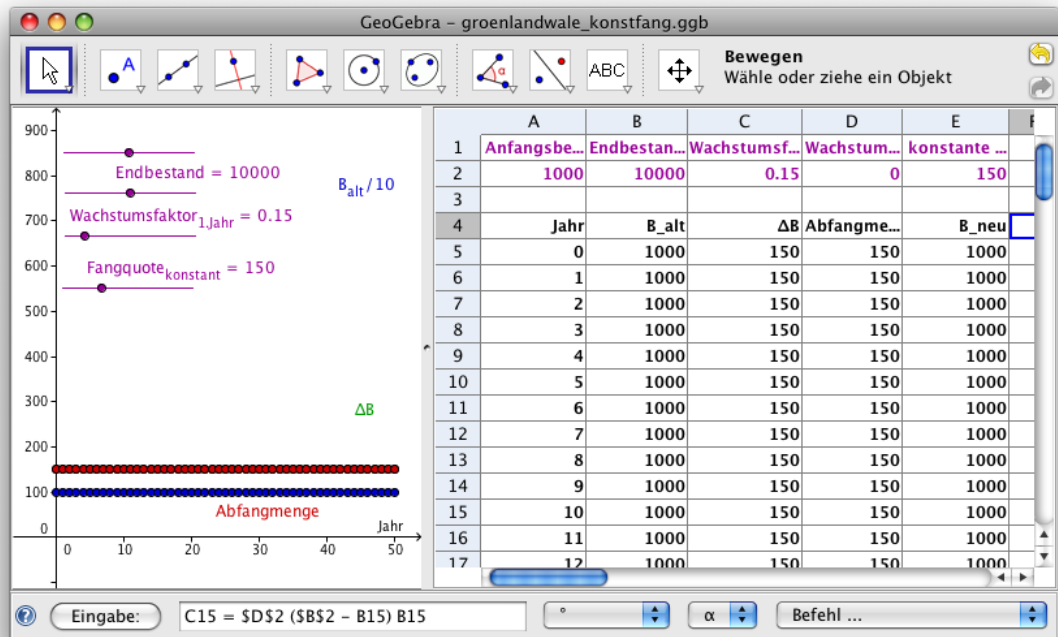 GeoGebra – groenlandwale_konstfang.ggb
A
α
ABC
Bewegen
Wähle oder ziehe ein Objekt
900
800
700
600
500
400
300
200
100
0
Endbestand = 10000
B_alt/10
Wachstumsfaktor_1,Jahr = 0.15
Fangquote_konstant = 150
ΔB
Abfangmenge
Jahr
0 10 20 30 40 50
A B C D E F
1 Anfangsbe... Endbestan... Wachstumsf... Wachstum... konstante ...
2 1000 10000 0.15 0 150
3
4 Jahr B_alt ΔB Abfangme... B_neu
5 0 1000 150 150 1000
6 1 1000 150 150 1000
7 2 1000 150 150 1000
8 3 1000 150 150 1000
9 4 1000 150 150 1000
10 5 1000 150 150 1000
11 6 1000 150 150 1000
12 7 1000 150 150 1000
13 8 1000 150 150 1000
14 9 1000 150 150 1000
15 10 1000 150 150 1000
16 11 1000 150 150 1000
17 12 1000 150 150 1000
? Eingabe: C15 = $D$2 ($B$2 – B15) B15 ° α Befehl ...